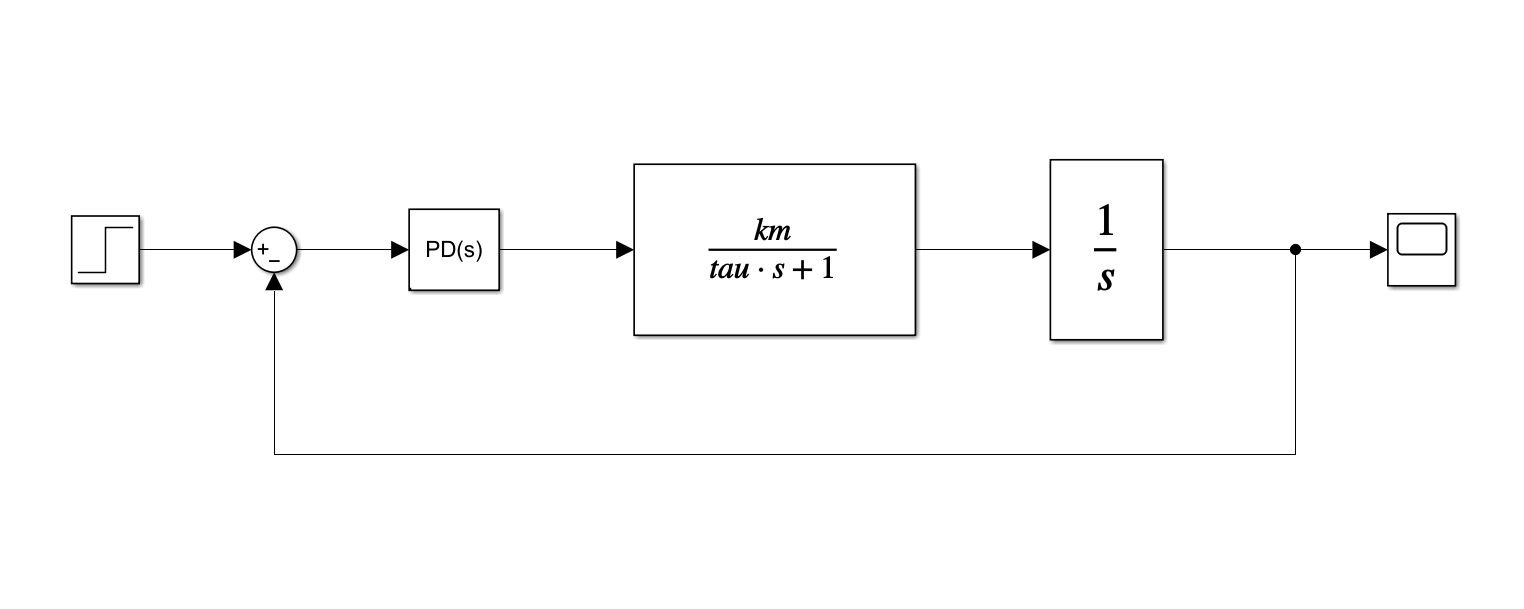 +
−
PD(s)
km
tau · s + 1
1
s